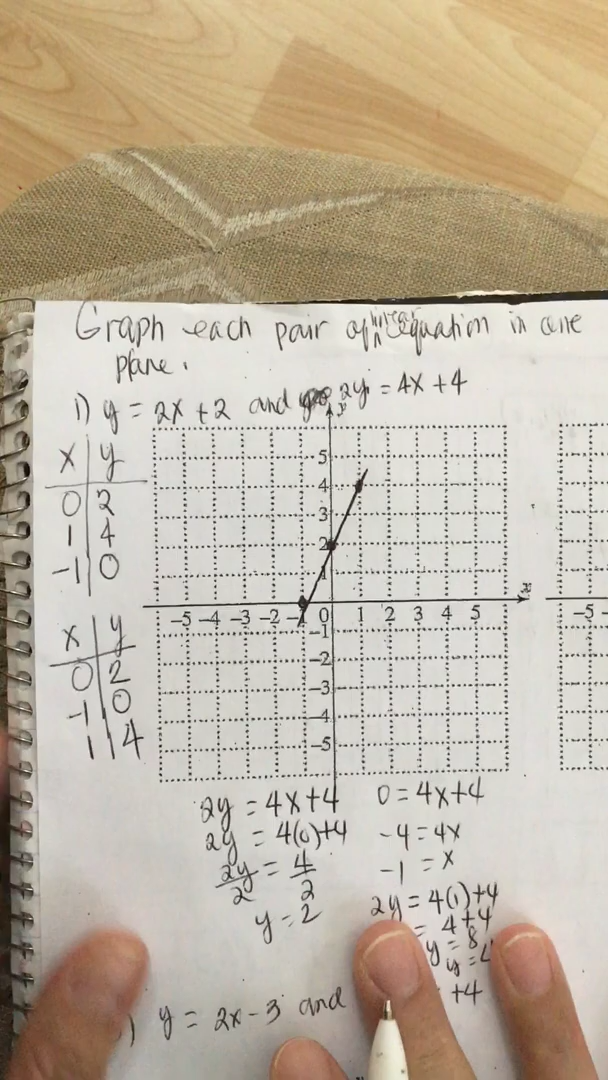 Graph each pair of linear equation in one
plane.
1) y = 2x + 2 and 2y = 4x + 4
x y
0 2
1 4
-1 0
x y
0 2
-1 0
1 4
y
5
4
3
2
1
-5 -4 -3 -2 -1 0 1 2 3 4 5 x
-1
-2
-3
-4
-5
-5
2y = 4x+4
2y = 4(0)+4
2y/2 = 4/2
y = 2
0 = 4x+4
-4 = 4x
-1 = x
2y = 4(1)+4
= 4+4
y = 8
y = 4
) y = 2x - 3 and +4